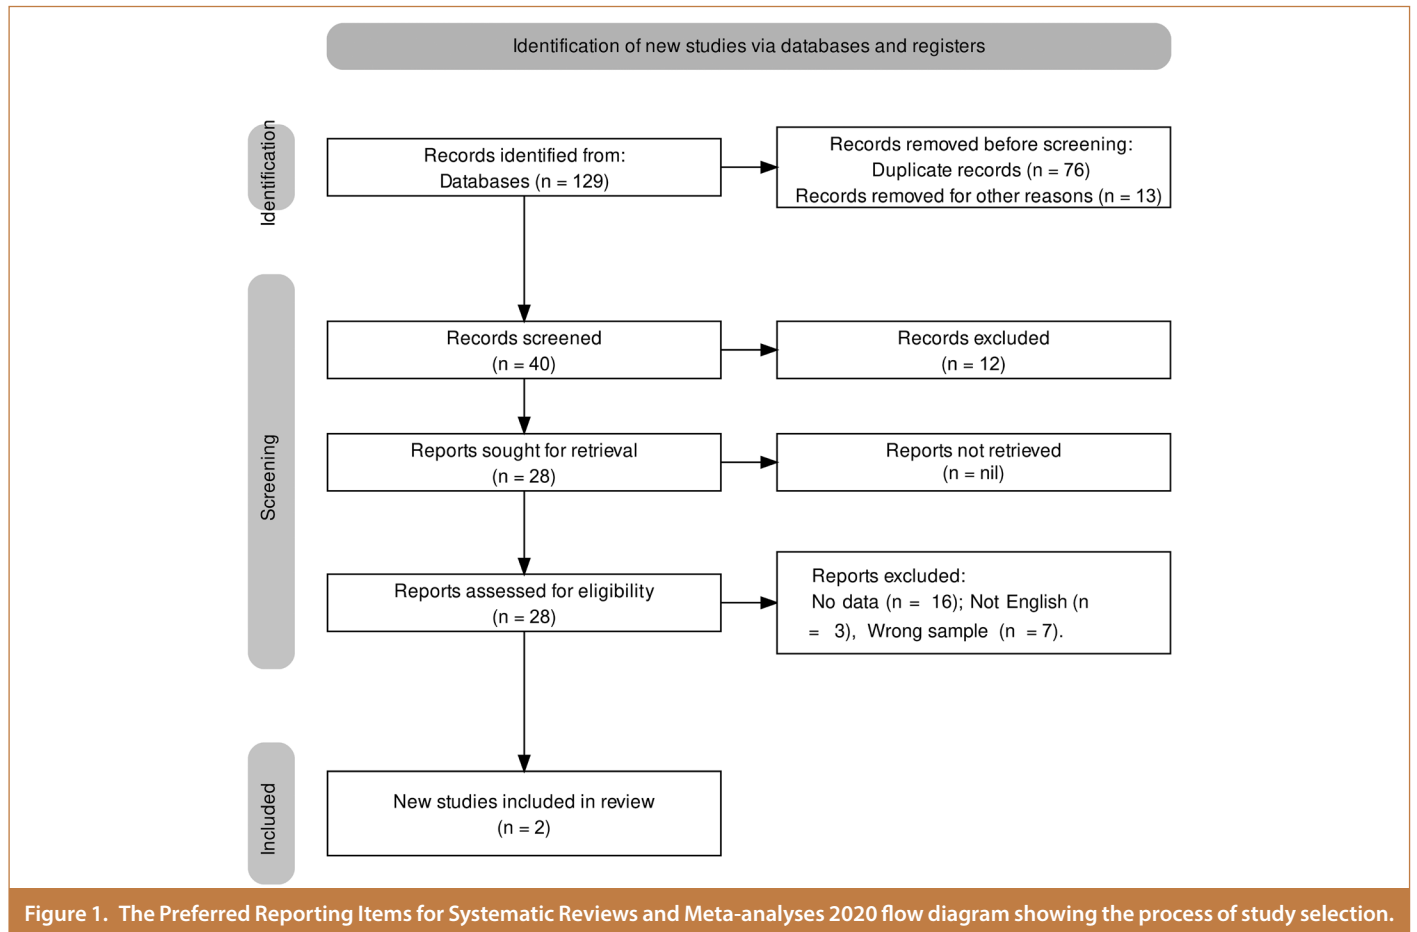 Identification of new studies via databases and registers
Identification
Records identified from:
Databases (n = 129)
Records removed before screening:
Duplicate records (n = 76)
Records removed for other reasons (n = 13)
Screening
Records screened
(n = 40)
Records excluded
(n = 12)
Reports sought for retrieval
(n = 28)
Reports not retrieved
(n = nil)
Reports assessed for eligibility
(n = 28)
Reports excluded:
No data (n = 16); Not English (n
= 3), Wrong sample (n = 7).
Included
New studies included in review
(n = 2)
Figure 1. The Preferred Reporting Items for Systematic Reviews and Meta-analyses 2020 flow diagram showing the process of study selection.